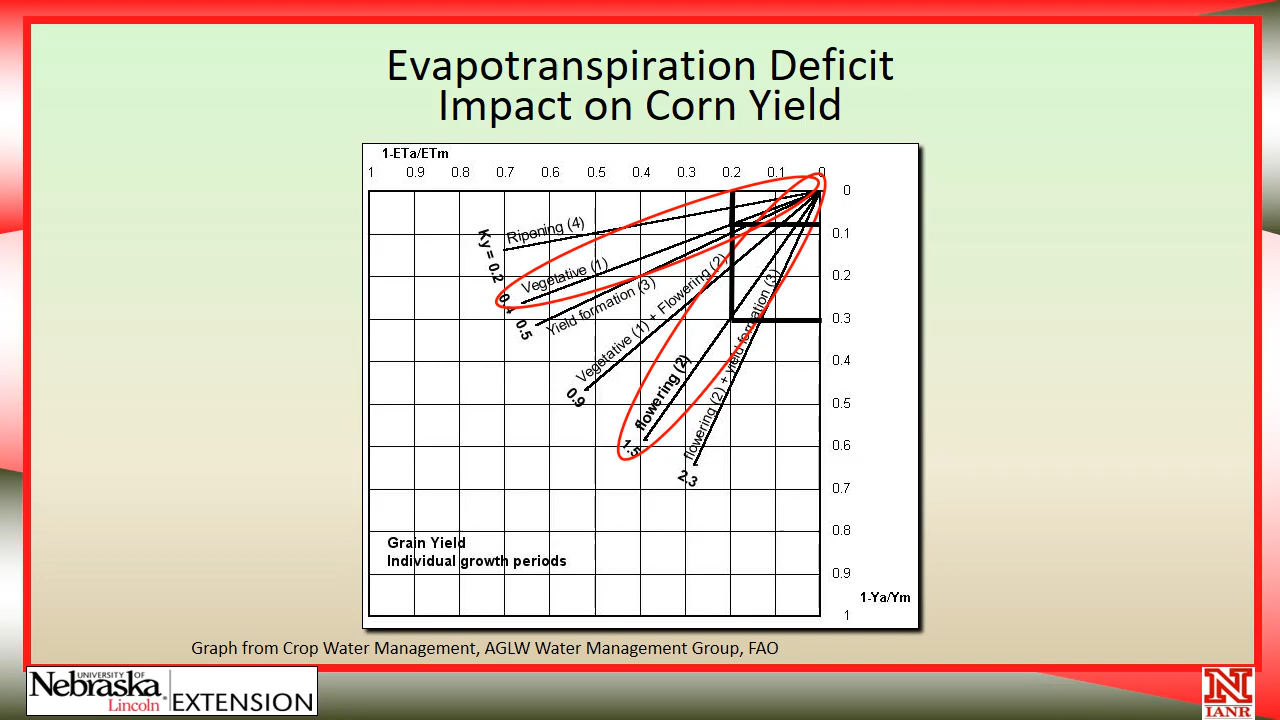 Evapotranspiration Deficit
Impact on Corn Yield
1-ETa/ETm
1 0.9 0.8 0.7 0.6 0.5 0.4 0.3 0.2 0.1 0
0
0.1
0.2
0.3
0.4
0.5
0.6
0.7
0.8
0.9
1
1-Ya/Ym
Ky = 0.2 0.4 0.5
0.9
1.5
2.3
Ripening (4)
Vegetative (1)
Yield formation (3)
Vegetative (1) + Flowering (2)
flowering (2)
flowering (2) + yield formation (3)
Grain Yield
Individual growth periods
Graph from Crop Water Management, AGLW Water Management Group, FAO
UNIVERSITY OF
Nebraska
Lincoln
EXTENSION
N
IANR